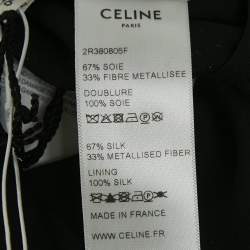 CELINE
PARIS
2R380805F
67% SOIE
33% FIBRE METALLISEE
DOUBLURE
100% SOIE
67% SILK
33% METALLISED FIBER
LINING
100% SILK
MADE IN FRANCE
WWW.CELINE.FR